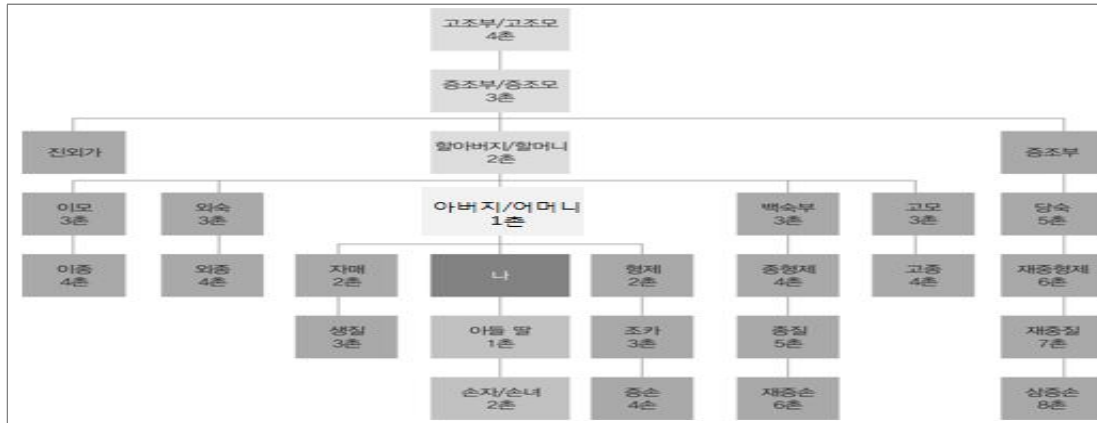 고조부/고조모
4촌
증조부/증조모
3촌
진외가
할아버지/할머니
2촌
증조부
이모
3촌
외숙
3촌
아버지/어머니
1촌
백숙부
3촌
고모
3촌
당숙
5촌
이종
4촌
외종
4촌
자매
2촌
나
형제
2촌
종형제
4촌
고종
4촌
재종형제
6촌
생질
3촌
아들 딸
1촌
조카
3촌
종질
5촌
재종질
7촌
손자/손녀
2촌
종손
4손
재종손
6촌
삼종손
8촌